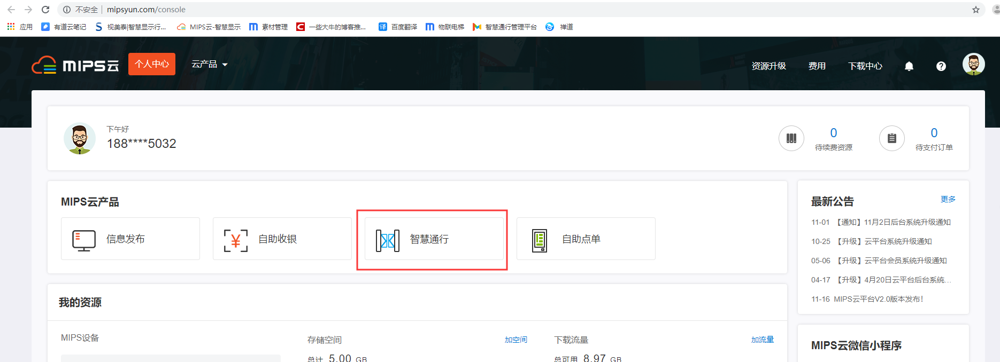 不安全 mipsyun.com/console
应用 有道云笔记 视美泰|智慧显示行... MIPS云-智慧显示 素材管理 一些大牛的博客推... 百度翻译 物联电梯 智慧通行管理平台 禅道
MIPS云 个人中心 云产品 资源升级 费用 下载中心
下午好
188****5032
0
待续费资源
0
待支付订单
MIPS云产品
信息发布 自助收银 智慧通行 自助点单
最新公告 更多
11-01 【通知】11月2日后台系统升级通知
10-25 【升级】云平台系统升级通知
05-06 【升级】云平台会员系统升级通知
04-17 【升级】4月20日云平台后台系统...
11-16 MIPS云平台V2.0版本发布!
我的资源
MIPS设备 存储空间 加空间 下载流量 加流量
总计 5.00 GB 总可用 8.97 GB
MIPS云微信小程序